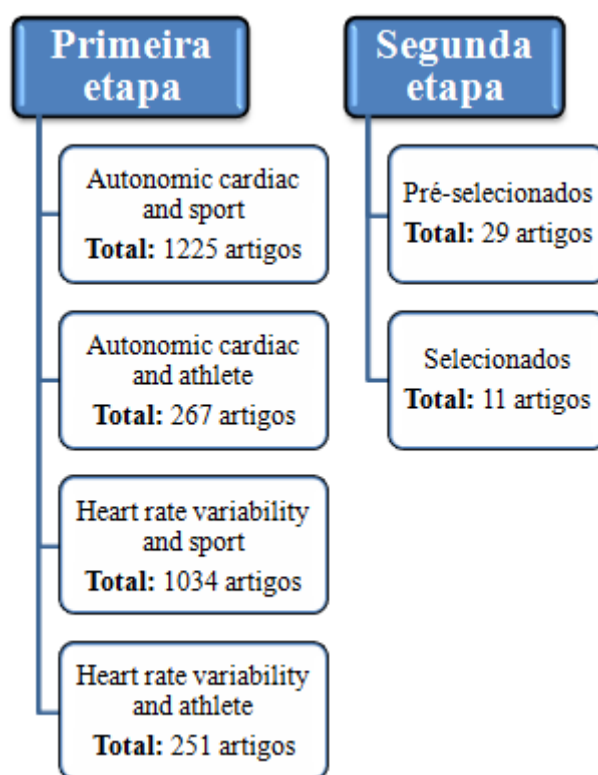 Primeira
etapa
Autonomic cardiac
and sport
Total: 1225 artigos
Autonomic cardiac
and athlete
Total: 267 artigos
Heart rate variability
and sport
Total: 1034 artigos
Heart rate variability
and athlete
Total: 251 artigos
Segunda
etapa
Pré-selecionados
Total: 29 artigos
Selecionados
Total: 11 artigos